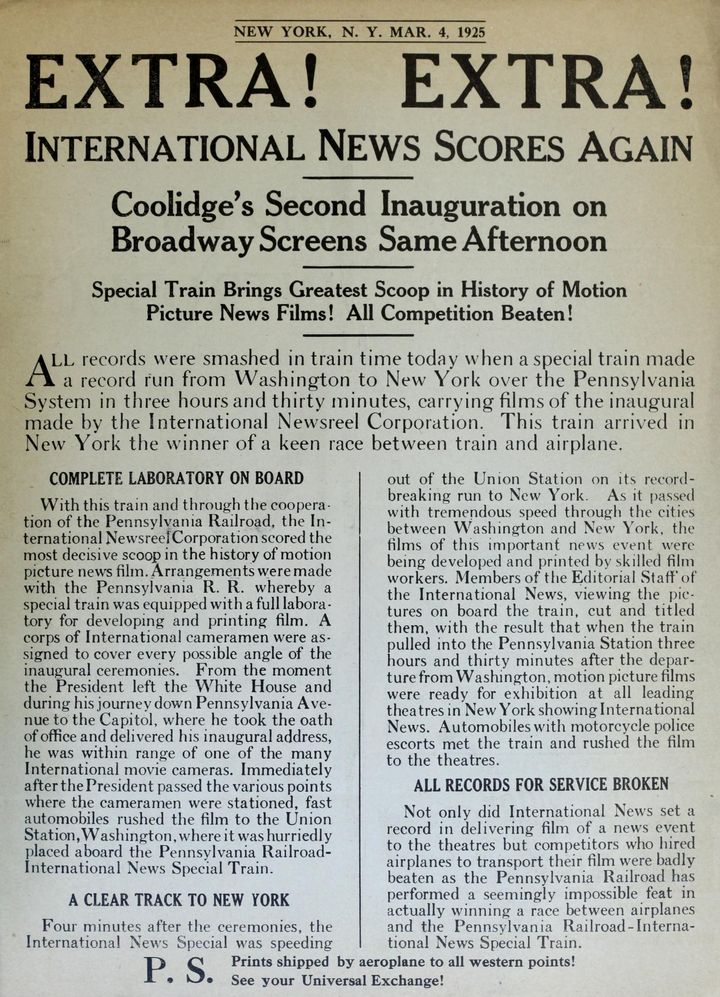 NEW YORK, N. Y. MAR. 4, 1925
EXTRA! EXTRA!
INTERNATIONAL NEWS SCORES AGAIN
Coolidge's Second Inauguration on
Broadway Screens Same Afternoon
Special Train Brings Greatest Scoop in History of Motion
Picture News Films! All Competition Beaten!
ALL records were smashed in train time today when a special train made
a record run from Washington to New York over the Pennsylvania
System in three hours and thirty minutes, carrying films of the inaugural
made by the International Newsreel Corporation. This train arrived in
New York the winner of a keen race between train and airplane.
COMPLETE LABORATORY ON BOARD
With this train and through the coopera-
tion of the Pennsylvania Railroad, the In-
ternational Newsreel Corporation scored the
most decisive scoop in the history of motion
picture news film. Arrangements were made
with the Pennsylvania R. R. whereby a
special train was equipped with a full labora-
tory for developing and printing film. A
corps of International cameramen were as-
signed to cover every possible angle of the
inaugural ceremonies. From the moment
the President left the White House and
during his journey down Pennsylvania Ave-
nue to the Capitol, where he took the oath
of office and delivered his inaugural address,
he was within range of one of the many
International movie cameras. Immediately
after the President passed the various points
where the cameramen were stationed, fast
automobiles rushed the film to the Union
Station, Washington, where it was hurriedly
placed aboard the Pennsylvania Railroad-
International News Special Train.
A CLEAR TRACK TO NEW YORK
Four minutes after the ceremonies, the
International News Special was speeding
out of the Union Station on its record-
breaking run to New York. As it passed
with tremendous speed through the cities
between Washington and New York, the
films of this important news event were
being developed and printed by skilled film
workers. Members of the Editorial Staff of
the International News, viewing the pic-
tures on board the train, cut and titled
them, with the result that when the train
pulled into the Pennsylvania Station three
hours and thirty minutes after the depar-
ture from Washington, motion picture films
were ready for exhibition at all leading
theatres in New York showing International
News. Automobiles with motorcycle police
escorts met the train and rushed the film
to the theatres.
ALL RECORDS FOR SERVICE BROKEN
Not only did International News set a
record in delivering film of a news event
to the theatres but competitors who hired
airplanes to transport their film were badly
beaten as the Pennsylvania Railroad has
performed a seemingly impossible feat in
actually winning a race between airplanes
and the Pennsylvania Railroad-Interna-
tional News Special Train.
P. S. Prints shipped by aeroplane to all western points!
See your Universal Exchange!